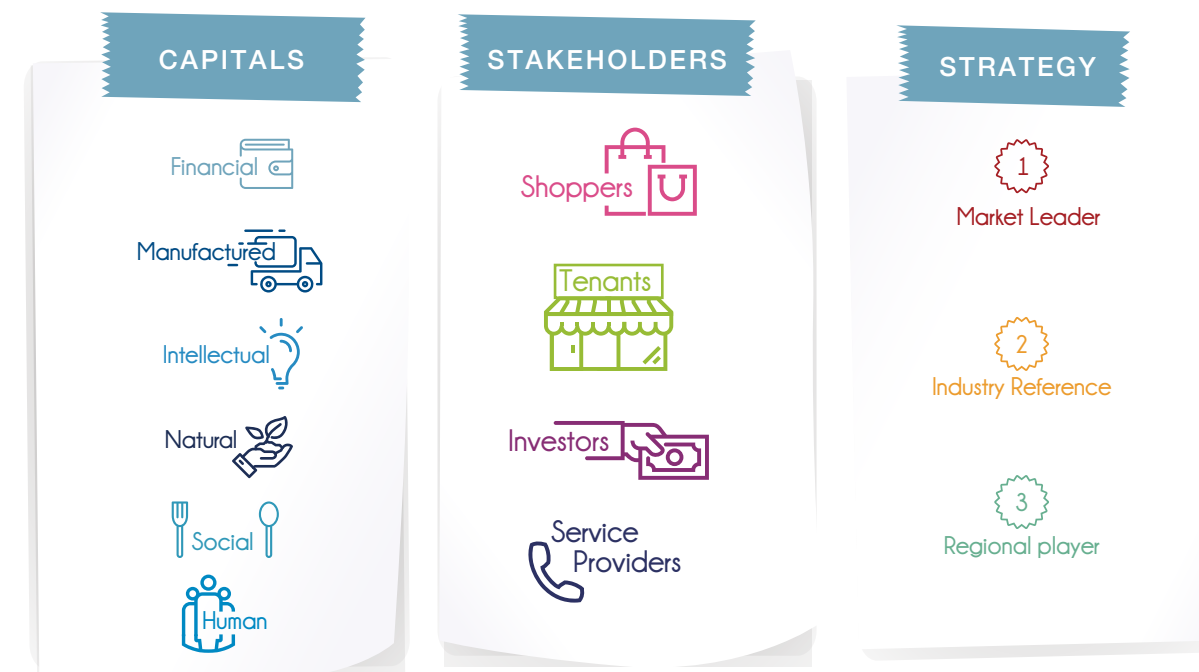 CAPITALS
Financial
Manufactured
Intellectual
Natural
Social
Human
STAKEHOLDERS
Shoppers
Tenants
Investors
Service
Providers
STRATEGY
1
Market Leader
2
Industry Reference
3
Regional player